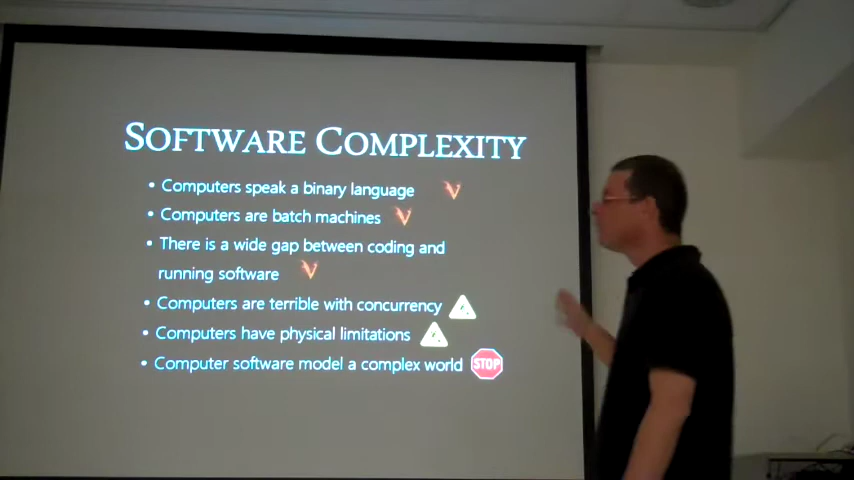 SOFTWARE COMPLEXITY
• Computers speak a binary language
• Computers are batch machines
• There is a wide gap between coding and
running software
• Computers are terrible with concurrency
• Computers have physical limitations
• Computer software model a complex world STOP